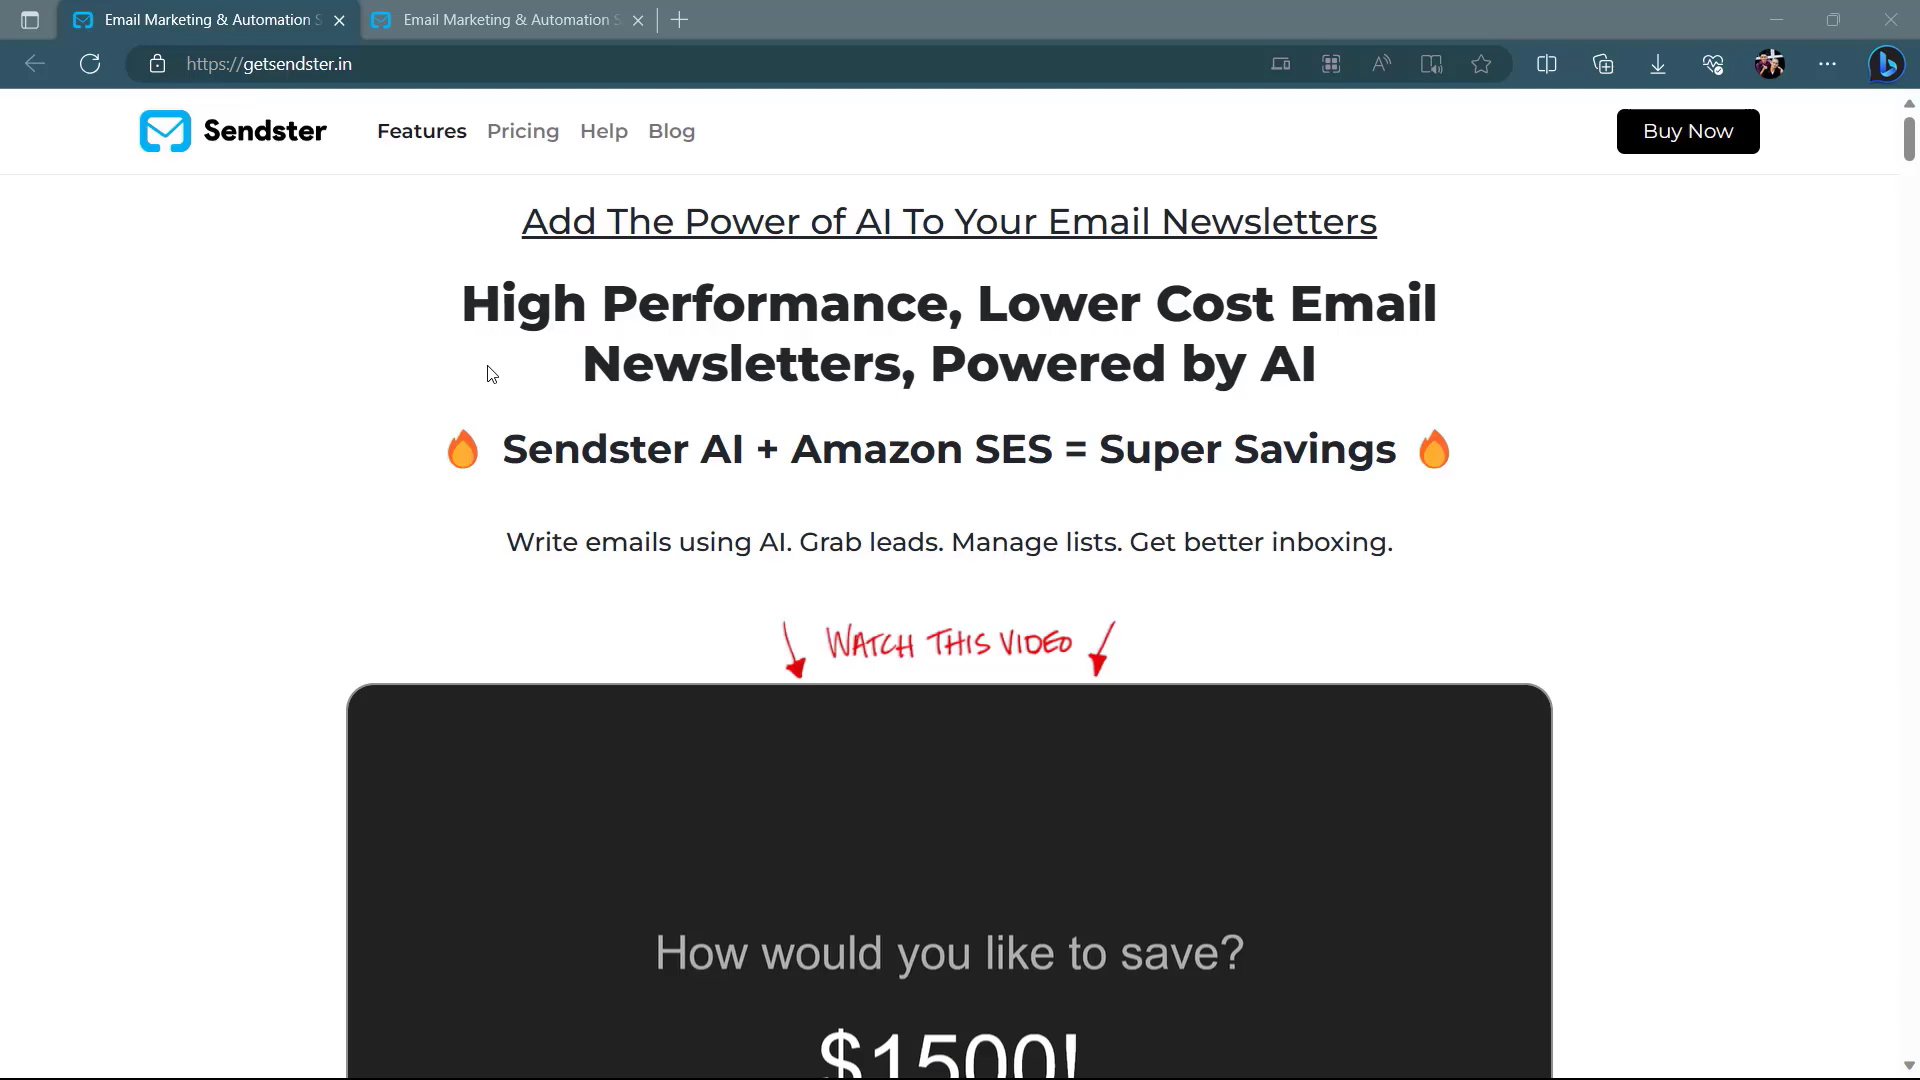 Email Marketing & Automation S
Email Marketing & Automation S
https://getsendster.in
Sendster
Features
Pricing
Help
Blog
Buy Now
Add The Power of AI To Your Email Newsletters
High Performance, Lower Cost Email
Newsletters, Powered by AI
🔥 Sendster AI + Amazon SES = Super Savings 🔥
Write emails using AI. Grab leads. Manage lists. Get better inboxing.
WATCH THIS VIDEO
How would you like to save?
$1500!